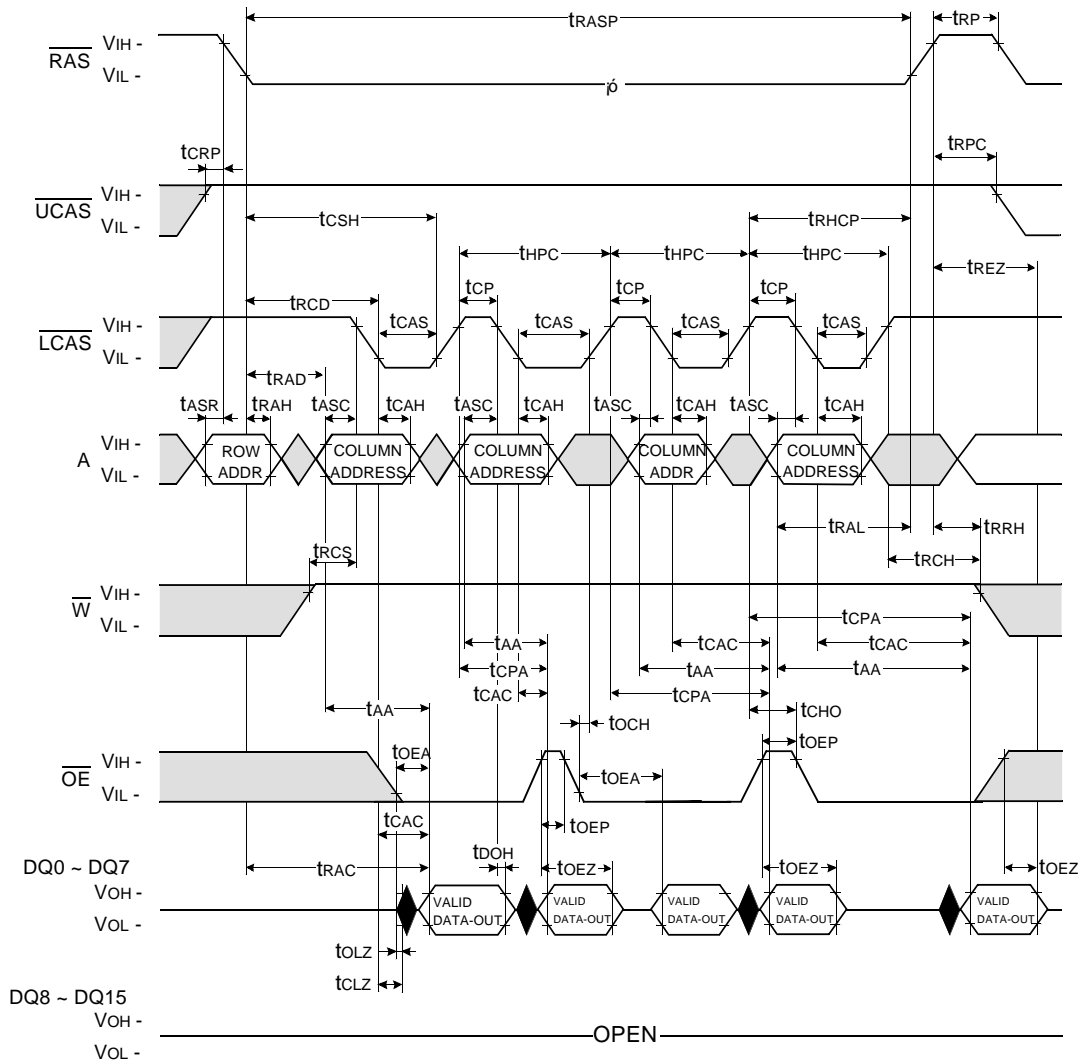 tRASP
tRP
RAS
VIH -
VIL -
¡ó
tCRP
tRPC
UCAS
VIH -
VIL -
tCSH
tRHCP
tHPC
tHPC
tHPC
tREZ
tCP
tCP
tCP
tRCD
LCAS
VIH -
VIL -
tCAS
tCAS
tCAS
tCAS
tRAD
tASR
tRAH
tASC
tCAH
tASC
tCAH
tASC
tCAH
tASC
tCAH
A
VIH -
VIL -
ROW
ADDR
COLUMN
ADDRESS
COLUMN
ADDRESS
COLUMN
ADDR
COLUMN
ADDRESS
tRAL
tRRH
tRCS
tRCH
W
VIH -
VIL -
tCPA
tAA
tCAC
tCAC
tCPA
tAA
tAA
tCAC
tCPA
tAA
tOCH
tCHO
tOEP
OE
VIH -
VIL -
tOEA
tOEA
tCAC
tOEP
tDOH
tRAC
tOEZ
tOEZ
tOEZ
DQ0 ~ DQ7
VOH -
VOL -
VALID
DATA-OUT
VALID
DATA-OUT
VALID
DATA-OUT
VALID
DATA-OUT
VALID
DATA-OUT
tOLZ
tCLZ
DQ8 ~ DQ15
VOH -
VOL -
OPEN